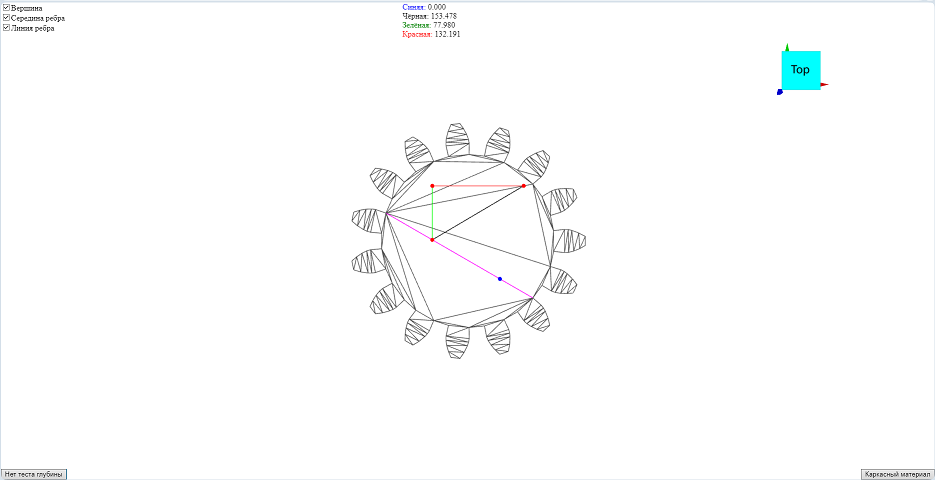 Вершина
Середина ребра
Линия ребра
Синяя: 0.000
Чёрная: 153.478
Зелёная: 77.980
Красная: 132.191
Top
Нет теста глубины
Каркасный материал